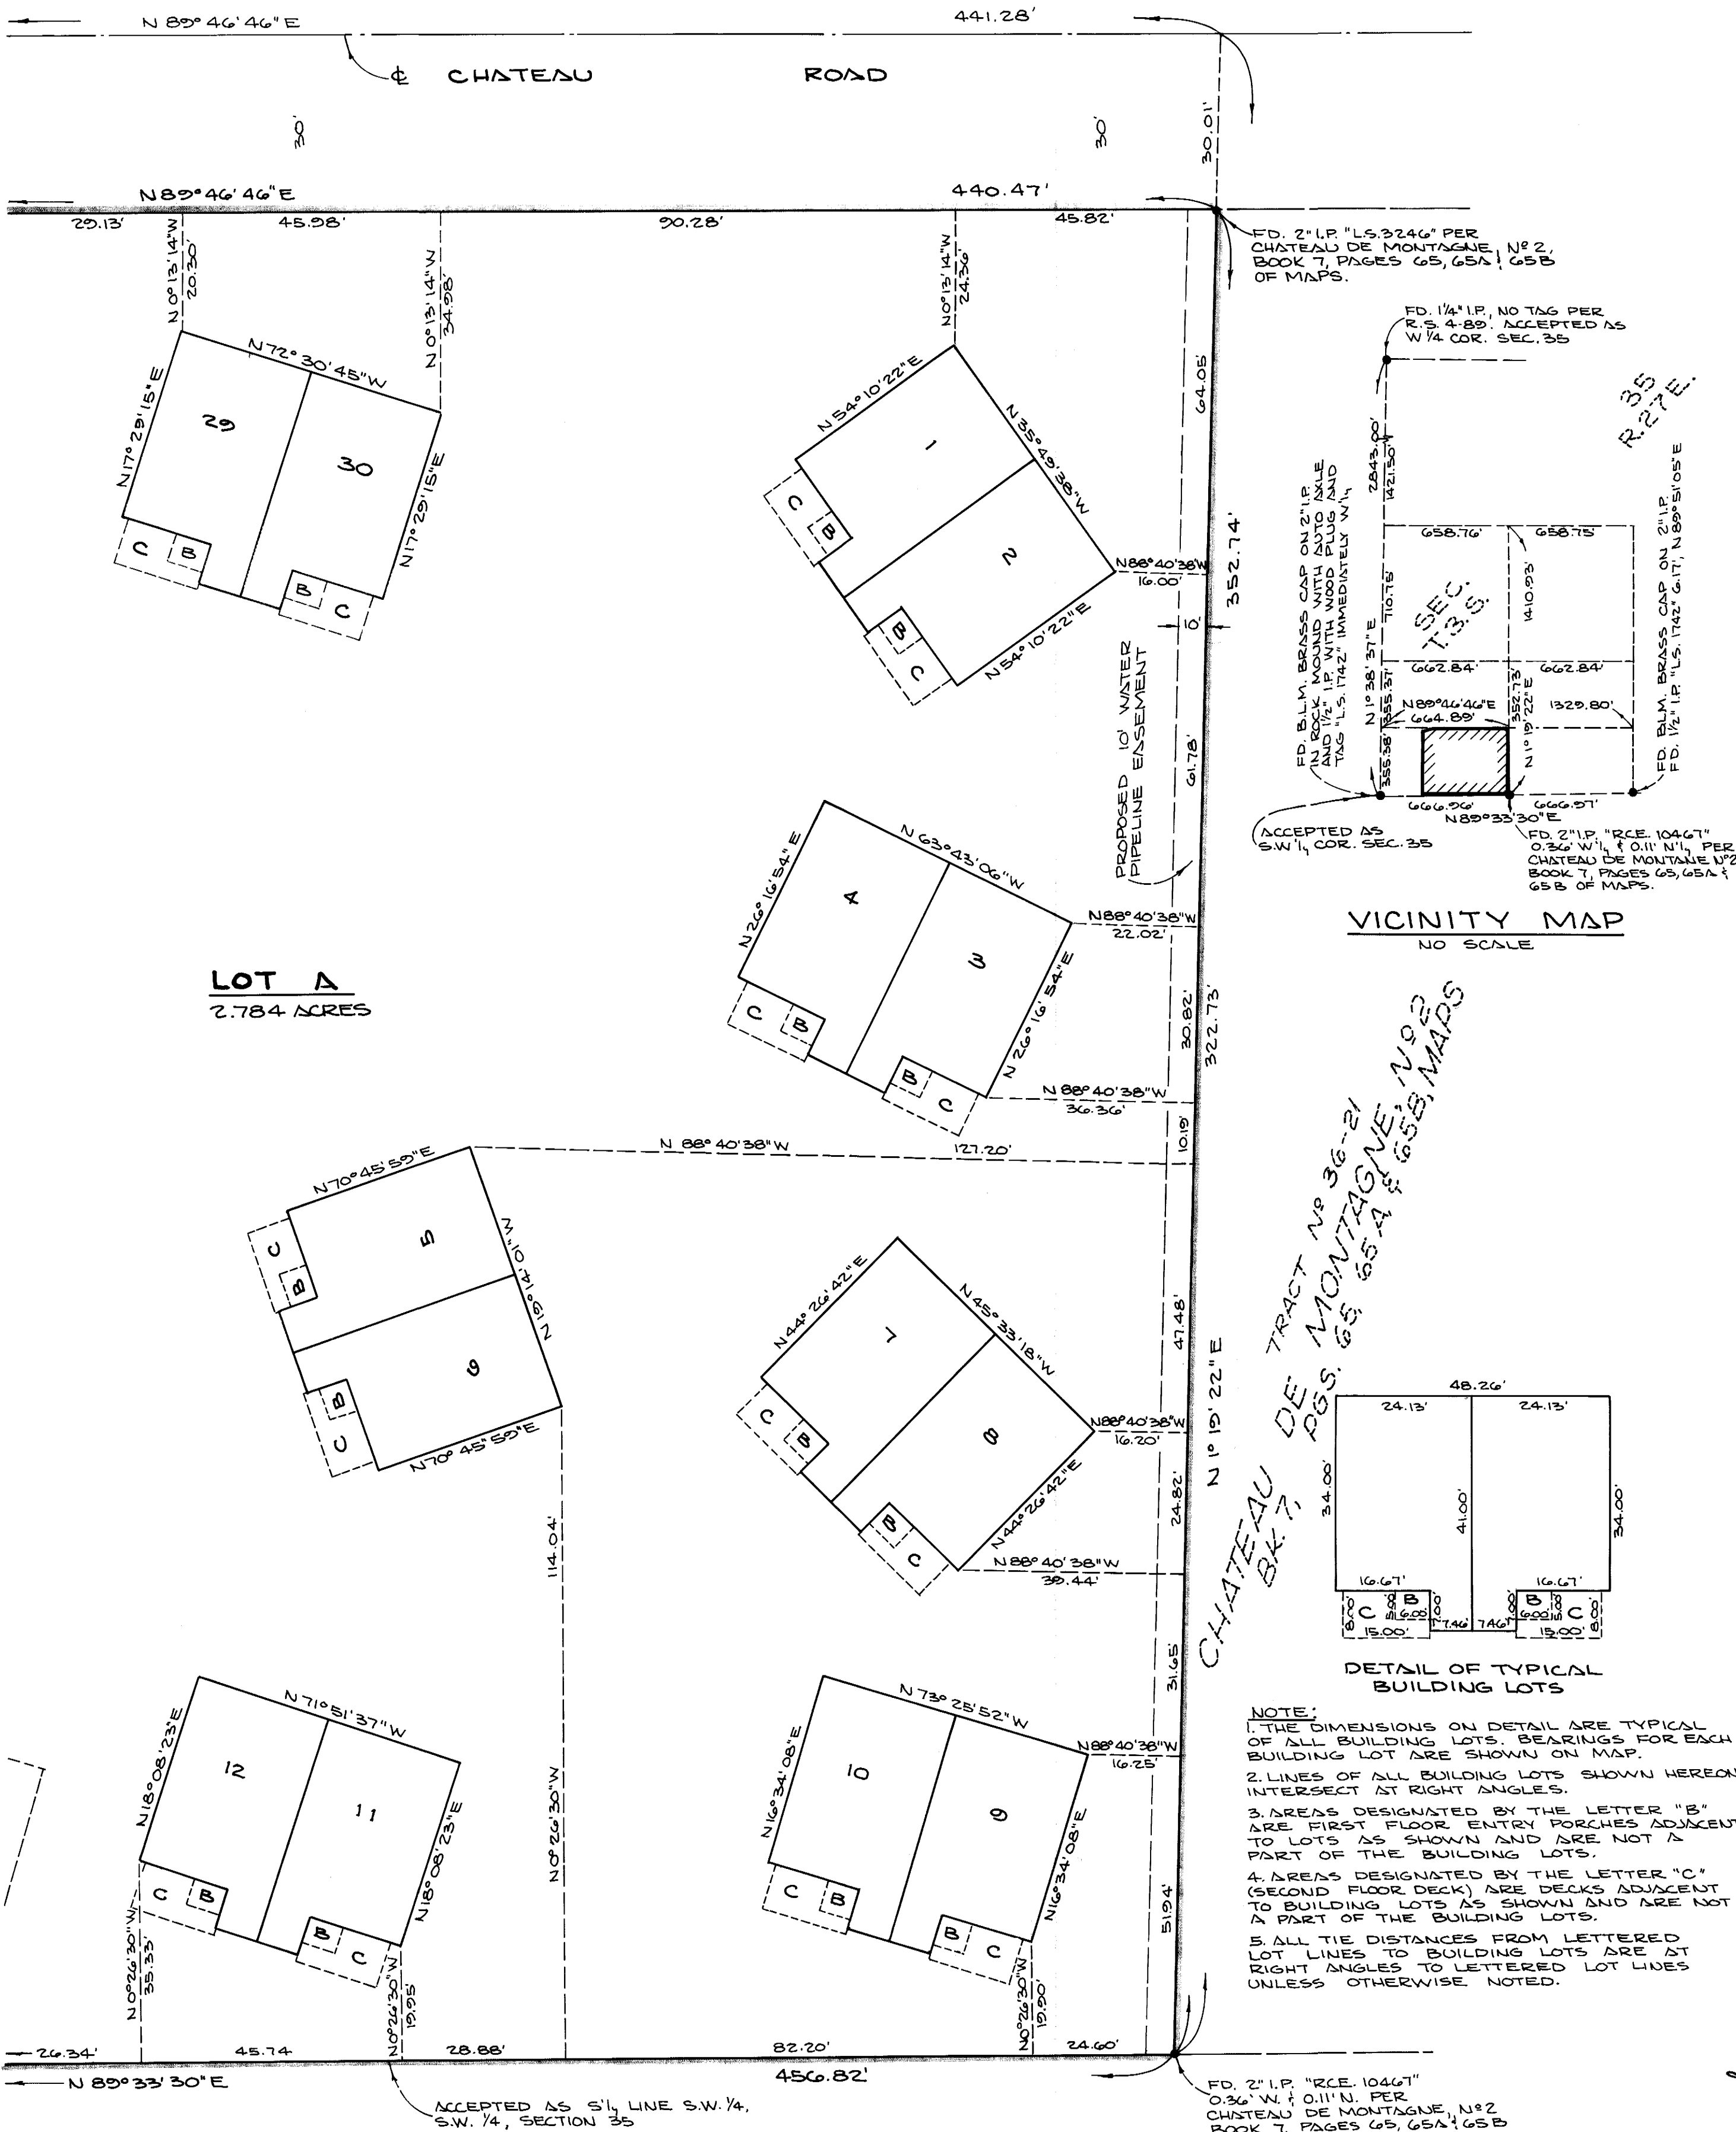 N 89° 46' 46" E
441.28'
℄ CHATEAU ROAD
30'
30'
30.01'
N 89° 46' 46" E
440.47'
29.13'
45.98'
90.28'
45.82'
N 0° 13' 14" W
20.30'
N 0° 13' 14" W
34.98'
N 0° 13' 14" W
24.36'
FD. 2" I.P. "L.S. 3246" PER
CHATEAU DE MONTAGNE, Nº 2,
BOOK 7, PAGES 65, 65A & 65B
OF MAPS.
N 72° 30' 45" W
N 17° 29' 15" E
29
30
N 17° 29' 15" E
C
B
B
C
N 54° 10' 22" E
N 35° 49' 38" W
1
2
C
B
B
C
N 54° 10' 22" E
N 88° 40' 38" W
16.00'
64.05'
352.74'
10'
PROPOSED 10' WATER
PIPELINE EASEMENT
61.78'
FD. 1¼" I.P., NO TAG PER
R.S. 4-89. ACCEPTED AS
W ¼ COR. SEC. 35
35
R.27E.
2843.00'
1421.50'
FD. B.L.M. BRASS CAP ON 2" I.P.
IN ROCK MOUND WITH AUTO AXLE
AND 1½" I.P. WITH WOOD PLUG AND
TAG "L.S. 1742" IMMEDIATELY W'ly
N 1° 38' 37" E
710.75'
355.37'
355.38'
658.76'
658.75'
SEC.
T.3.S.
1410.93'
662.84'
662.84'
N 89° 46' 46" E
664.89'
352.73'
N 1° 19' 22" E
1329.80'
FD. B.L.M. BRASS CAP ON 2" I.P.
FD. 1½" I.P. "L.S. 1742" 6.17', N 89° 51' 05" E
666.96'
666.97'
N 89° 33' 30" E
ACCEPTED AS
S.W'ly COR. SEC. 35
FD. 2" I.P. "RCE. 10467"
0.36' W'ly & 0.11' N'ly PER
CHATEAU DE MONTANE Nº 2
BOOK 7, PAGES 65, 65A &
65B OF MAPS.
VICINITY MAP
NO SCALE
LOT A
2.784 ACRES
N 63° 43' 06" W
N 26° 16' 54" E
4
3
N 26° 16' 54" E
C
B
B
C
N 88° 40' 38" W
22.02'
30.82'
322.73'
N 88° 40' 38" W
36.36'
10.19'
N 88° 40' 38" W
127.20'
N 70° 45' 59" E
5
6
N 19° 14' 01" W
C
B
B
C
N 70° 45' 59" E
114.04'
N 0° 26' 30" W
N 44° 26' 42" E
N 45° 33' 18" W
7
8
C
B
B
C
N 44° 26' 42" E
N 88° 40' 38" W
16.20'
47.48'
24.82'
N 88° 40' 38" W
39.44'
N 1° 19' 22" E
TRACT Nº 36-21
CHATEAU DE MONTAGNE, Nº 2
BK. 7, PGS. 65, 65A & 65B, MAPS
48.26'
24.13'
24.13'
34.00'
41.00'
34.00'
16.67'
16.67'
8.00'
C
5.00'
B
6.00'
7.00'
7.46'
7.46'
7.00'
B
6.00'
5.00'
C
8.00'
15.00'
15.00'
DETAIL OF TYPICAL
BUILDING LOTS
NOTE:
1. THE DIMENSIONS ON DETAIL ARE TYPICAL
OF ALL BUILDING LOTS. BEARINGS FOR EACH
BUILDING LOT ARE SHOWN ON MAP.
2. LINES OF ALL BUILDING LOTS SHOWN HEREON
INTERSECT AT RIGHT ANGLES.
3. AREAS DESIGNATED BY THE LETTER "B"
ARE FIRST FLOOR ENTRY PORCHES ADJACENT
TO LOTS AS SHOWN AND ARE NOT A
PART OF THE BUILDING LOTS.
4. AREAS DESIGNATED BY THE LETTER "C"
(SECOND FLOOR DECK) ARE DECKS ADJACENT
TO BUILDING LOTS AS SHOWN AND ARE NOT
A PART OF THE BUILDING LOTS.
5. ALL TIE DISTANCES FROM LETTERED
LOT LINES TO BUILDING LOTS ARE AT
RIGHT ANGLES TO LETTERED LOT LINES
UNLESS OTHERWISE NOTED.
N 71° 51' 37" W
N 18° 08' 23" E
12
11
N 18° 08' 23" E
C
B
B
C
N 0° 26' 30" W
35.33'
N 0° 26' 30" W
19.95'
N 73° 25' 52" W
N 16° 34' 08" E
10
9
N 16° 34' 08" E
C
B
B
C
N 88° 40' 38" W
16.25'
31.65'
51.94'
N 0° 26' 30" W
19.90'
26.34'
45.74
28.88'
82.20'
24.60'
N 89° 33' 30" E
456.82'
ACCEPTED AS S'ly LINE S.W. ¼,
S.W. ¼, SECTION 35
FD. 2" I.P. "RCE. 10467"
0.36' W. & 0.11' N. PER
CHATEAU DE MONTAGNE, Nº 2
BOOK 7, PAGES 65, 65A & 65B